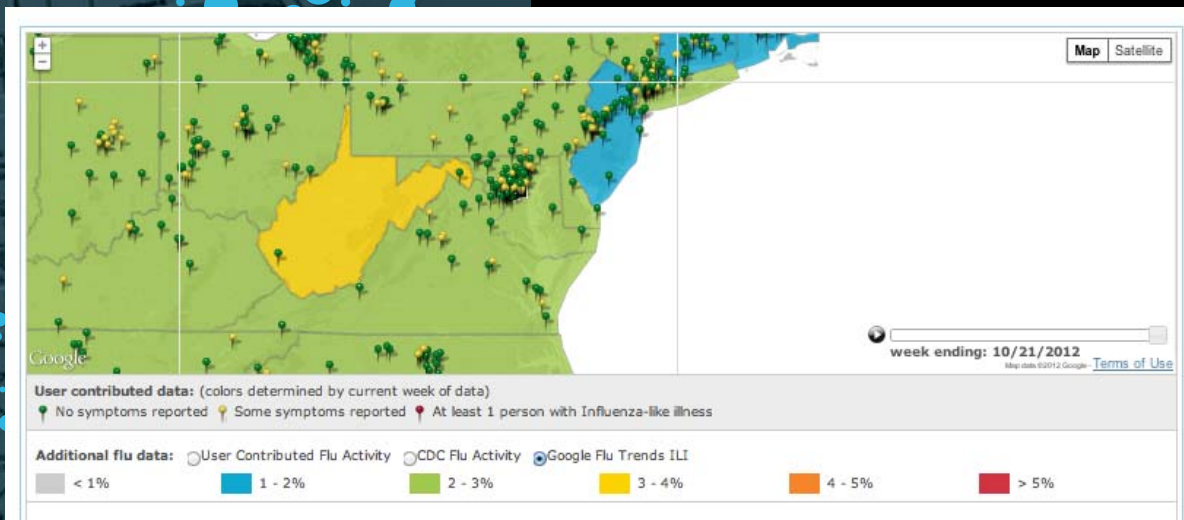 +
−
Map Satellite
Google
week ending: 10/21/2012
Map data ©2012 Google - Terms of Use
User contributed data: (colors determined by current week of data)
No symptoms reported Some symptoms reported At least 1 person with Influenza-like illness
Additional flu data: User Contributed Flu Activity CDC Flu Activity Google Flu Trends ILI
< 1% 1 - 2% 2 - 3% 3 - 4% 4 - 5% > 5%